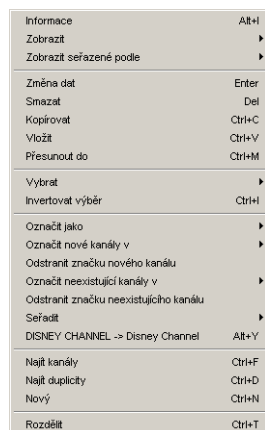 Informace Alt+I
Zobrazit
Zobrazit seřazené podle
Změna dat Enter
Smazat Del
Kopírovat Ctrl+C
Vložit Ctrl+V
Přesunout do Ctrl+M
Vybrat
Invertovat výběr Ctrl+I
Označit jako
Označit nové kanály v
Odstranit značku nového kanálu
Označit neexistující kanály v
Odstranit značku neexistujícího kanálu
Seřadit
DISNEY CHANNEL -> Disney Channel Alt+Y
Najít kanály Ctrl+F
Najít duplicity Ctrl+D
Nový Ctrl+N
Rozdělit Ctrl+T